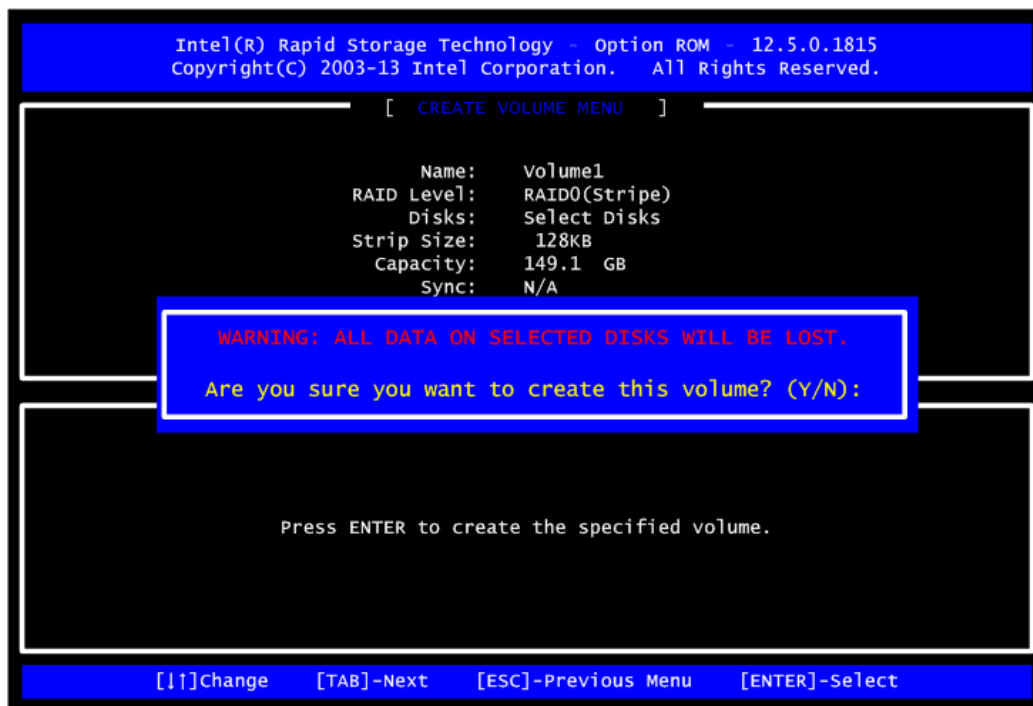 Intel(R) Rapid Storage Technology - Option ROM - 12.5.0.1815
Copyright(C) 2003-13 Intel Corporation. All Rights Reserved.
[ CREATE VOLUME MENU ]
Name: Volume1
RAID Level: RAID0(Stripe)
Disks: Select Disks
Strip Size: 128KB
Capacity: 149.1 GB
Sync: N/A
WARNING: ALL DATA ON SELECTED DISKS WILL BE LOST.
Are you sure you want to create this volume? (Y/N):
Press ENTER to create the specified volume.
[↓↑]Change [TAB]-Next [ESC]-Previous Menu [ENTER]-Select